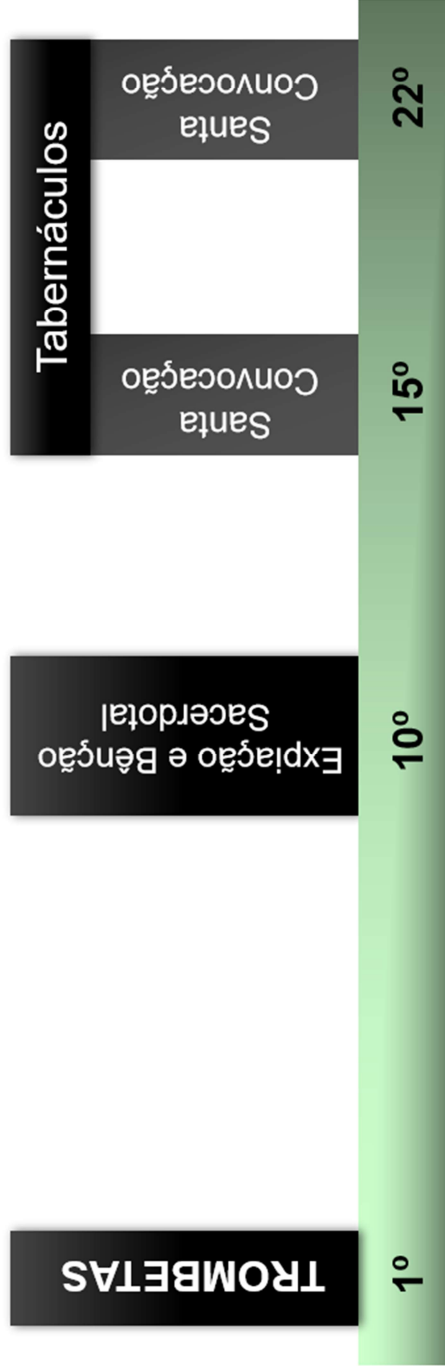 TROMBETAS
Expiação e Bênção
Sacerdotal
Tabernáculos
Santa
Convocação
Santa
Convocação
1º
10º
15º
22º